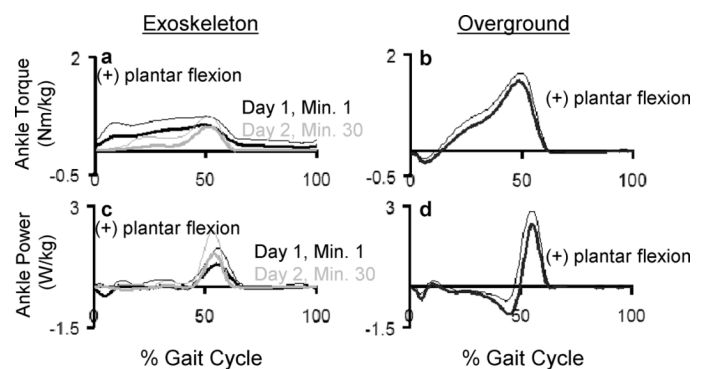 Exoskeleton
Overground
Ankle Torque
(Nm/kg)
2
a
(+) plantar flexion
Day 1, Min. 1
Day 2, Min. 30
-0.5
0
50
100
2
b
(+) plantar flexion
-0.5
0
50
100
Ankle Power
(W/kg)
3
c
(+) plantar flexion
Day 1, Min. 1
Day 2, Min. 30
-1.5
0
50
100
3
d
(+) plantar flexion
-1.5
0
50
100
% Gait Cycle
% Gait Cycle